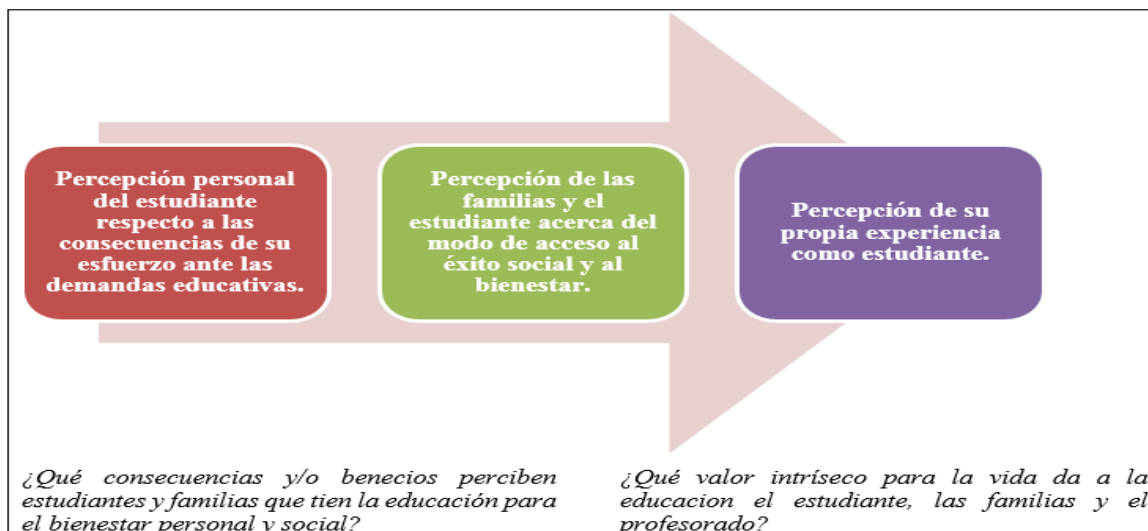 Percepción personal
del estudiante
respecto a las
consecuencias de su
esfuerzo ante las
demandas educativas.
Percepción de las
familias y el
estudiante acerca del
modo de acceso al
éxito social y al
bienestar.
Percepción de su
propia experiencia
como estudiante.
¿Qué consecuencias y/o benecios perciben
estudiantes y familias que tien la educación para
el bienestar personal y social?
¿Qué valor intríseco para la vida da a la
educacion el estudiante, las familias y el
profesorado?